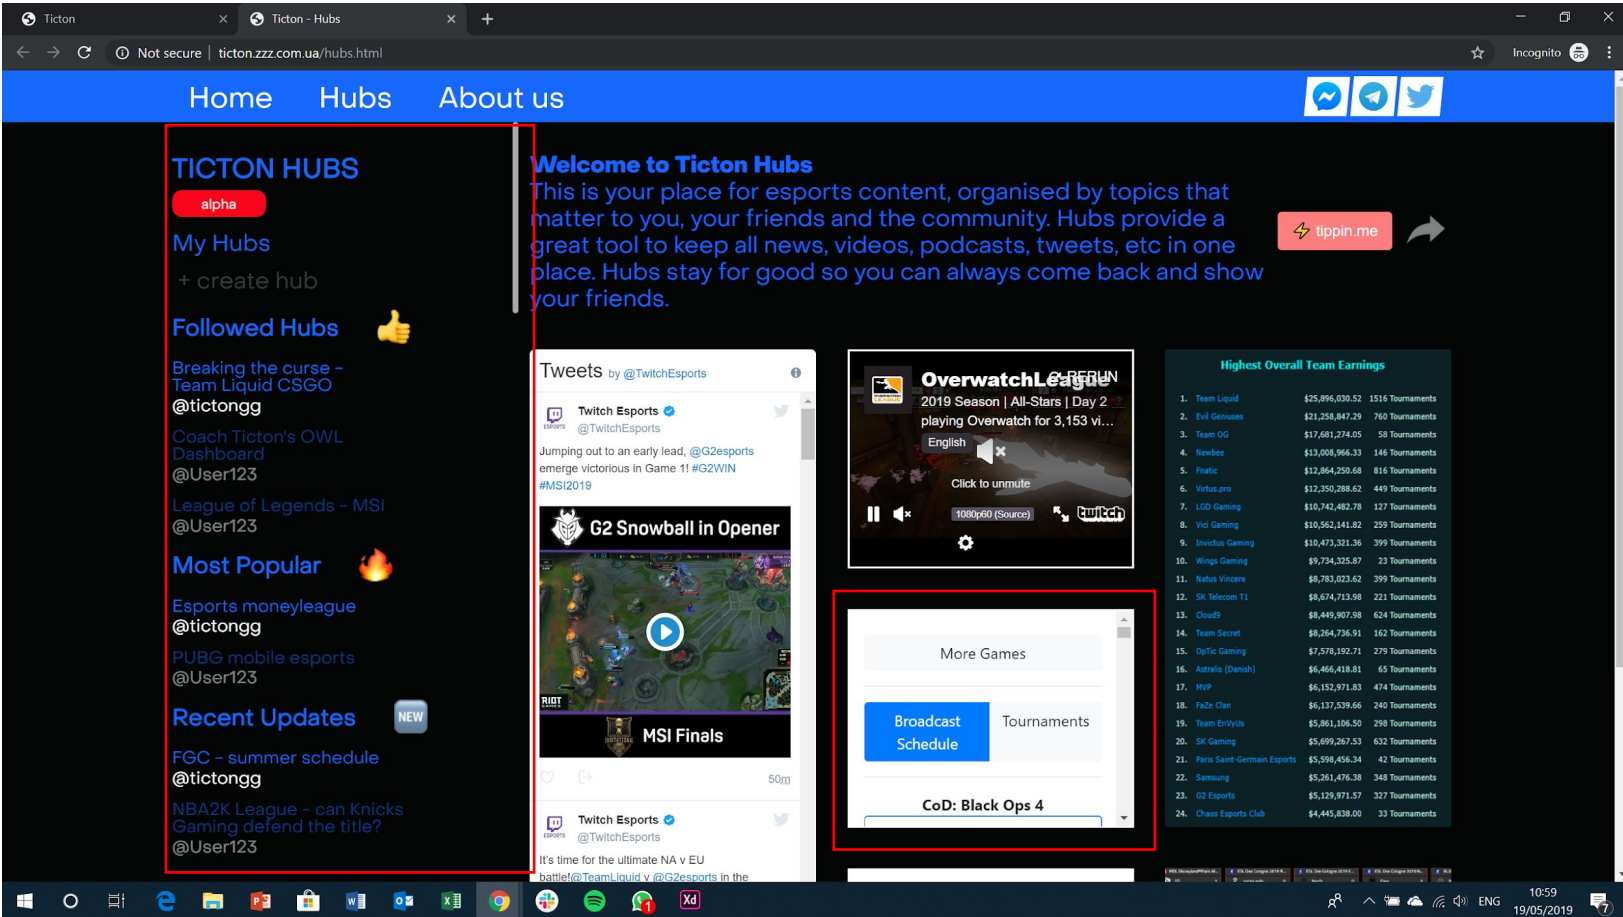 Ticton
Ticton - Hubs
Not secure | ticton.zzz.com.ua/hubs.html
Incognito
Home Hubs About us
TICTON HUBS
alpha
My Hubs
+ create hub
Followed Hubs
Breaking the curse -
Team Liquid CSGO
@tictongg
Coach Ticton's OWL
Dashboard
@User123
League of Legends - MSI
@User123
Most Popular
Esports moneyleague
@tictongg
PUBG mobile esports
@User123
Recent Updates
NEW
FGC - summer schedule
@tictongg
NBA2K League - can Knicks
Gaming defend the title?
@User123
Welcome to Ticton Hubs
This is your place for esports content, organised by topics that
matter to you, your friends and the community. Hubs provide a
great tool to keep all news, videos, podcasts, tweets, etc in one
place. Hubs stay for good so you can always come back and show
your friends.
tippin.me
Tweets by @TwitchEsports
Twitch Esports
@TwitchEsports
Jumping out to an early lead, @G2esports
emerge victorious in Game 1! #G2WIN
#MSI2019
G2 Snowball in Opener
RIOT
GAMES
MSI Finals
50m
Twitch Esports
@TwitchEsports
It's time for the ultimate NA v EU
battle!@TeamLiquid v @G2esports in the
OverwatchLeague
RERUN
2019 Season | All-Stars | Day 2
playing Overwatch for 3,153 vi...
English
Click to unmute
1080p60 (Source)
twitch
More Games
Broadcast
Schedule
Tournaments
CoD: Black Ops 4
Highest Overall Team Earnings
1. Team Liquid $25,896,030.52 1516 Tournaments
2. Evil Geniuses $21,258,847.29 760 Tournaments
3. Team OG $17,681,274.05 58 Tournaments
4. Newbee $13,008,966.33 146 Tournaments
5. Fnatic $12,864,250.68 816 Tournaments
6. Virtus.pro $12,350,288.62 449 Tournaments
7. LGD Gaming $10,742,482.78 127 Tournaments
8. Vici Gaming $10,562,141.82 259 Tournaments
9. Invictus Gaming $10,473,321.36 399 Tournaments
10. Wings Gaming $9,734,325.87 23 Tournaments
11. Natus Vincere $8,783,023.62 399 Tournaments
12. SK Telecom T1 $8,674,713.98 221 Tournaments
13. Cloud9 $8,449,907.98 624 Tournaments
14. Team Secret $8,264,736.91 162 Tournaments
15. OpTic Gaming $7,578,192.71 279 Tournaments
16. Astralis (Danish) $6,466,418.81 65 Tournaments
17. MVP $6,152,971.83 474 Tournaments
18. FaZe Clan $6,137,539.66 240 Tournaments
19. Team EnVyUs $5,861,106.50 298 Tournaments
20. SK Gaming $5,699,267.53 632 Tournaments
21. Paris Saint-Germain Esports $5,598,456.34 42 Tournaments
22. Samsung $5,261,476.38 348 Tournaments
23. G2 Esports $5,129,971.57 327 Tournaments
24. Chaos Esports Club $4,445,838.00 33 Tournaments
Xd
ENG
10:59
19/05/2019
7